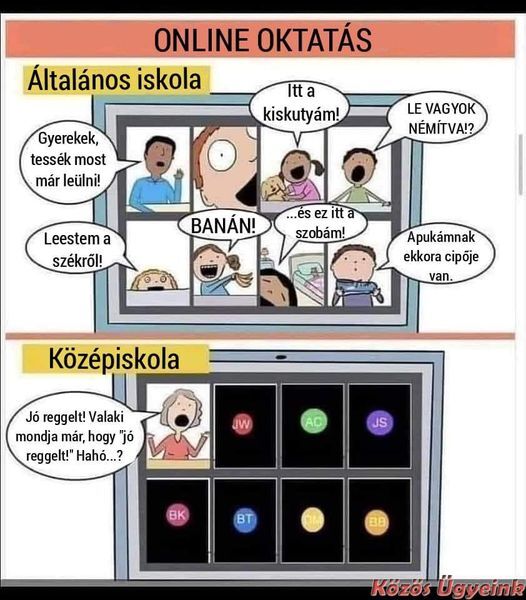 ONLINE OKTATÁS
Általános iskola
Gyerekek,
tessék most
már leülni!
Itt a
kiskutyám!
LE VAGYOK
NÉMÍTVA!?
Leestem a
székről!
BANÁN!
...és ez itt a
szobám!
Apukámnak
ekkora cipője
van.
Középiskola
Jó reggelt! Valaki
mondja már, hogy "jó
reggelt!" Hahó...?
JW
AC
JS
BK
BT
DM
BB
Közös Ügyeink